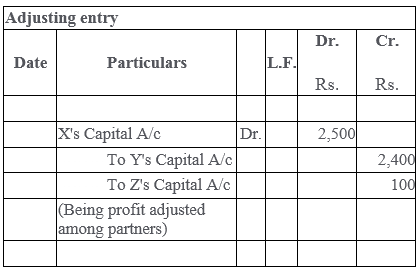 Adjusting entry
Date Particulars L.F. Dr. Rs. Cr. Rs.
X's Capital A/c Dr. 2,500
To Y's Capital A/c 2,400
To Z's Capital A/c 100
(Being profit adjusted
among partners)